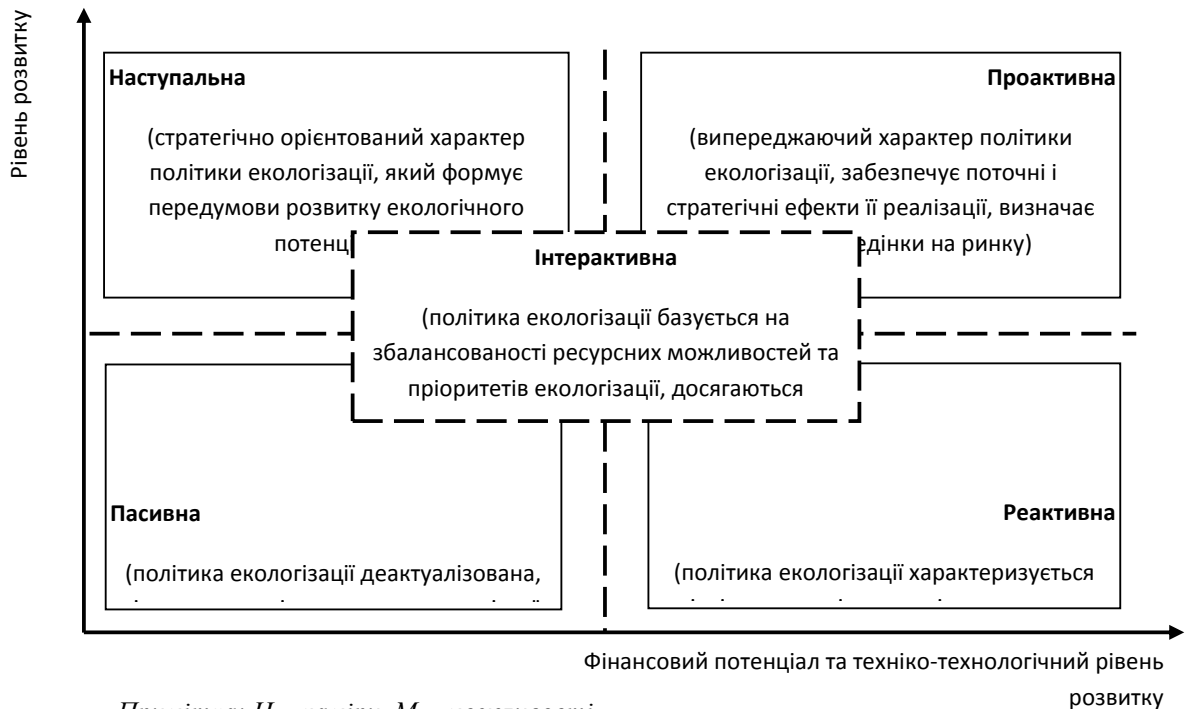 Рівень розвитку
Наступальна
(стратегічно орієнтований характер
політики екологізації, який формує
передумови розвитку екологічного
Проактивна
(випереджаючий характер політики
екологізації, забезпечує поточні і
стратегічні ефекти її реалізації, визначає
на ринку)
Інтерактивна
(політика екологізації базується на
збалансованості ресурсних можливостей та
пріоритетів екологізації, досягаються
Пасивна
(політика екологізації деактуалізована,
Реактивна
(політика екологізації характеризується
Фінансовий потенціал та техніко-технологічний рівень
розвитку